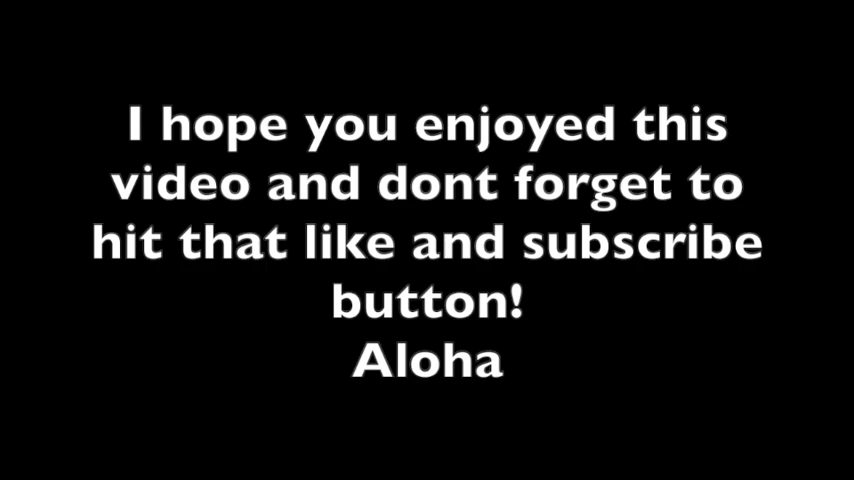 I hope you enjoyed this
video and dont forget to
hit that like and subscribe
button!
Aloha